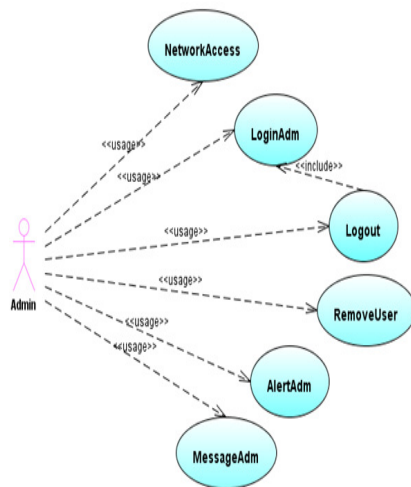 NetworkAccess
<<usage>>
LoginAdm
<<usage>>
<<include>>
<<usage>>
Logout
<<usage>>
Admin
RemoveUser
<<usage>>
<<usage>>
AlertAdm
MessageAdm